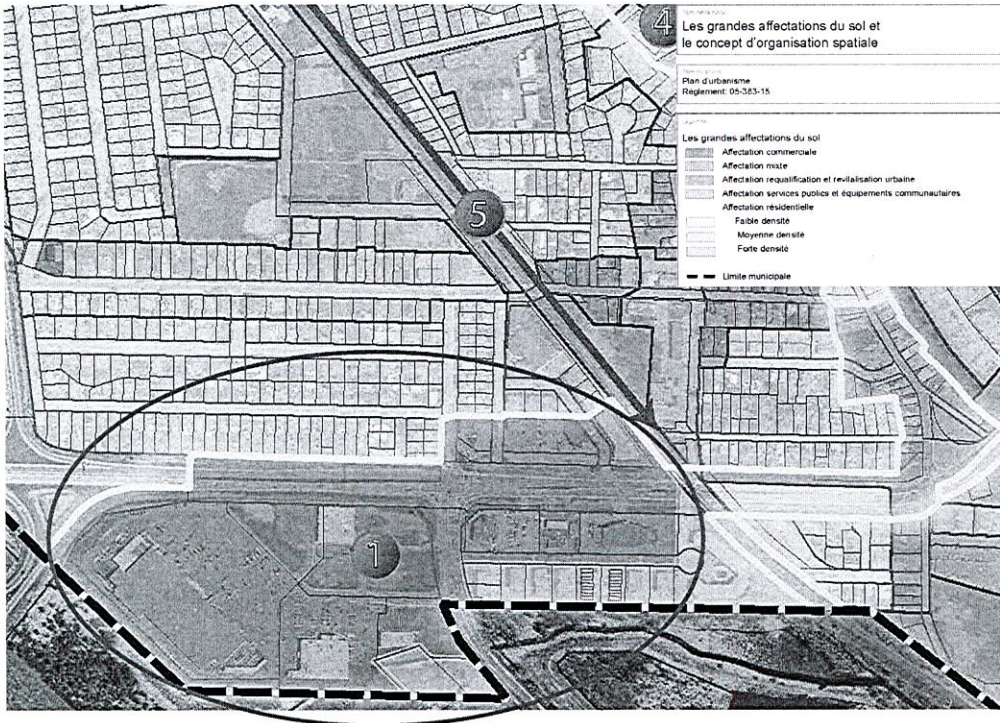 4
Les grandes affectations du sol et
le concept d'organisation spatiale
Plan d'urbanisme
Règlement: 05-383-15
Les grandes affectations du sol
Affectation commerciale
Affectation mixte
Affectation requalification et revitalisation urbaine
Affectation services publics et équipements communautaires
Affectation résidentielle
Faible densité
Moyenne densité
Forte densité
Limite municipale
5
1